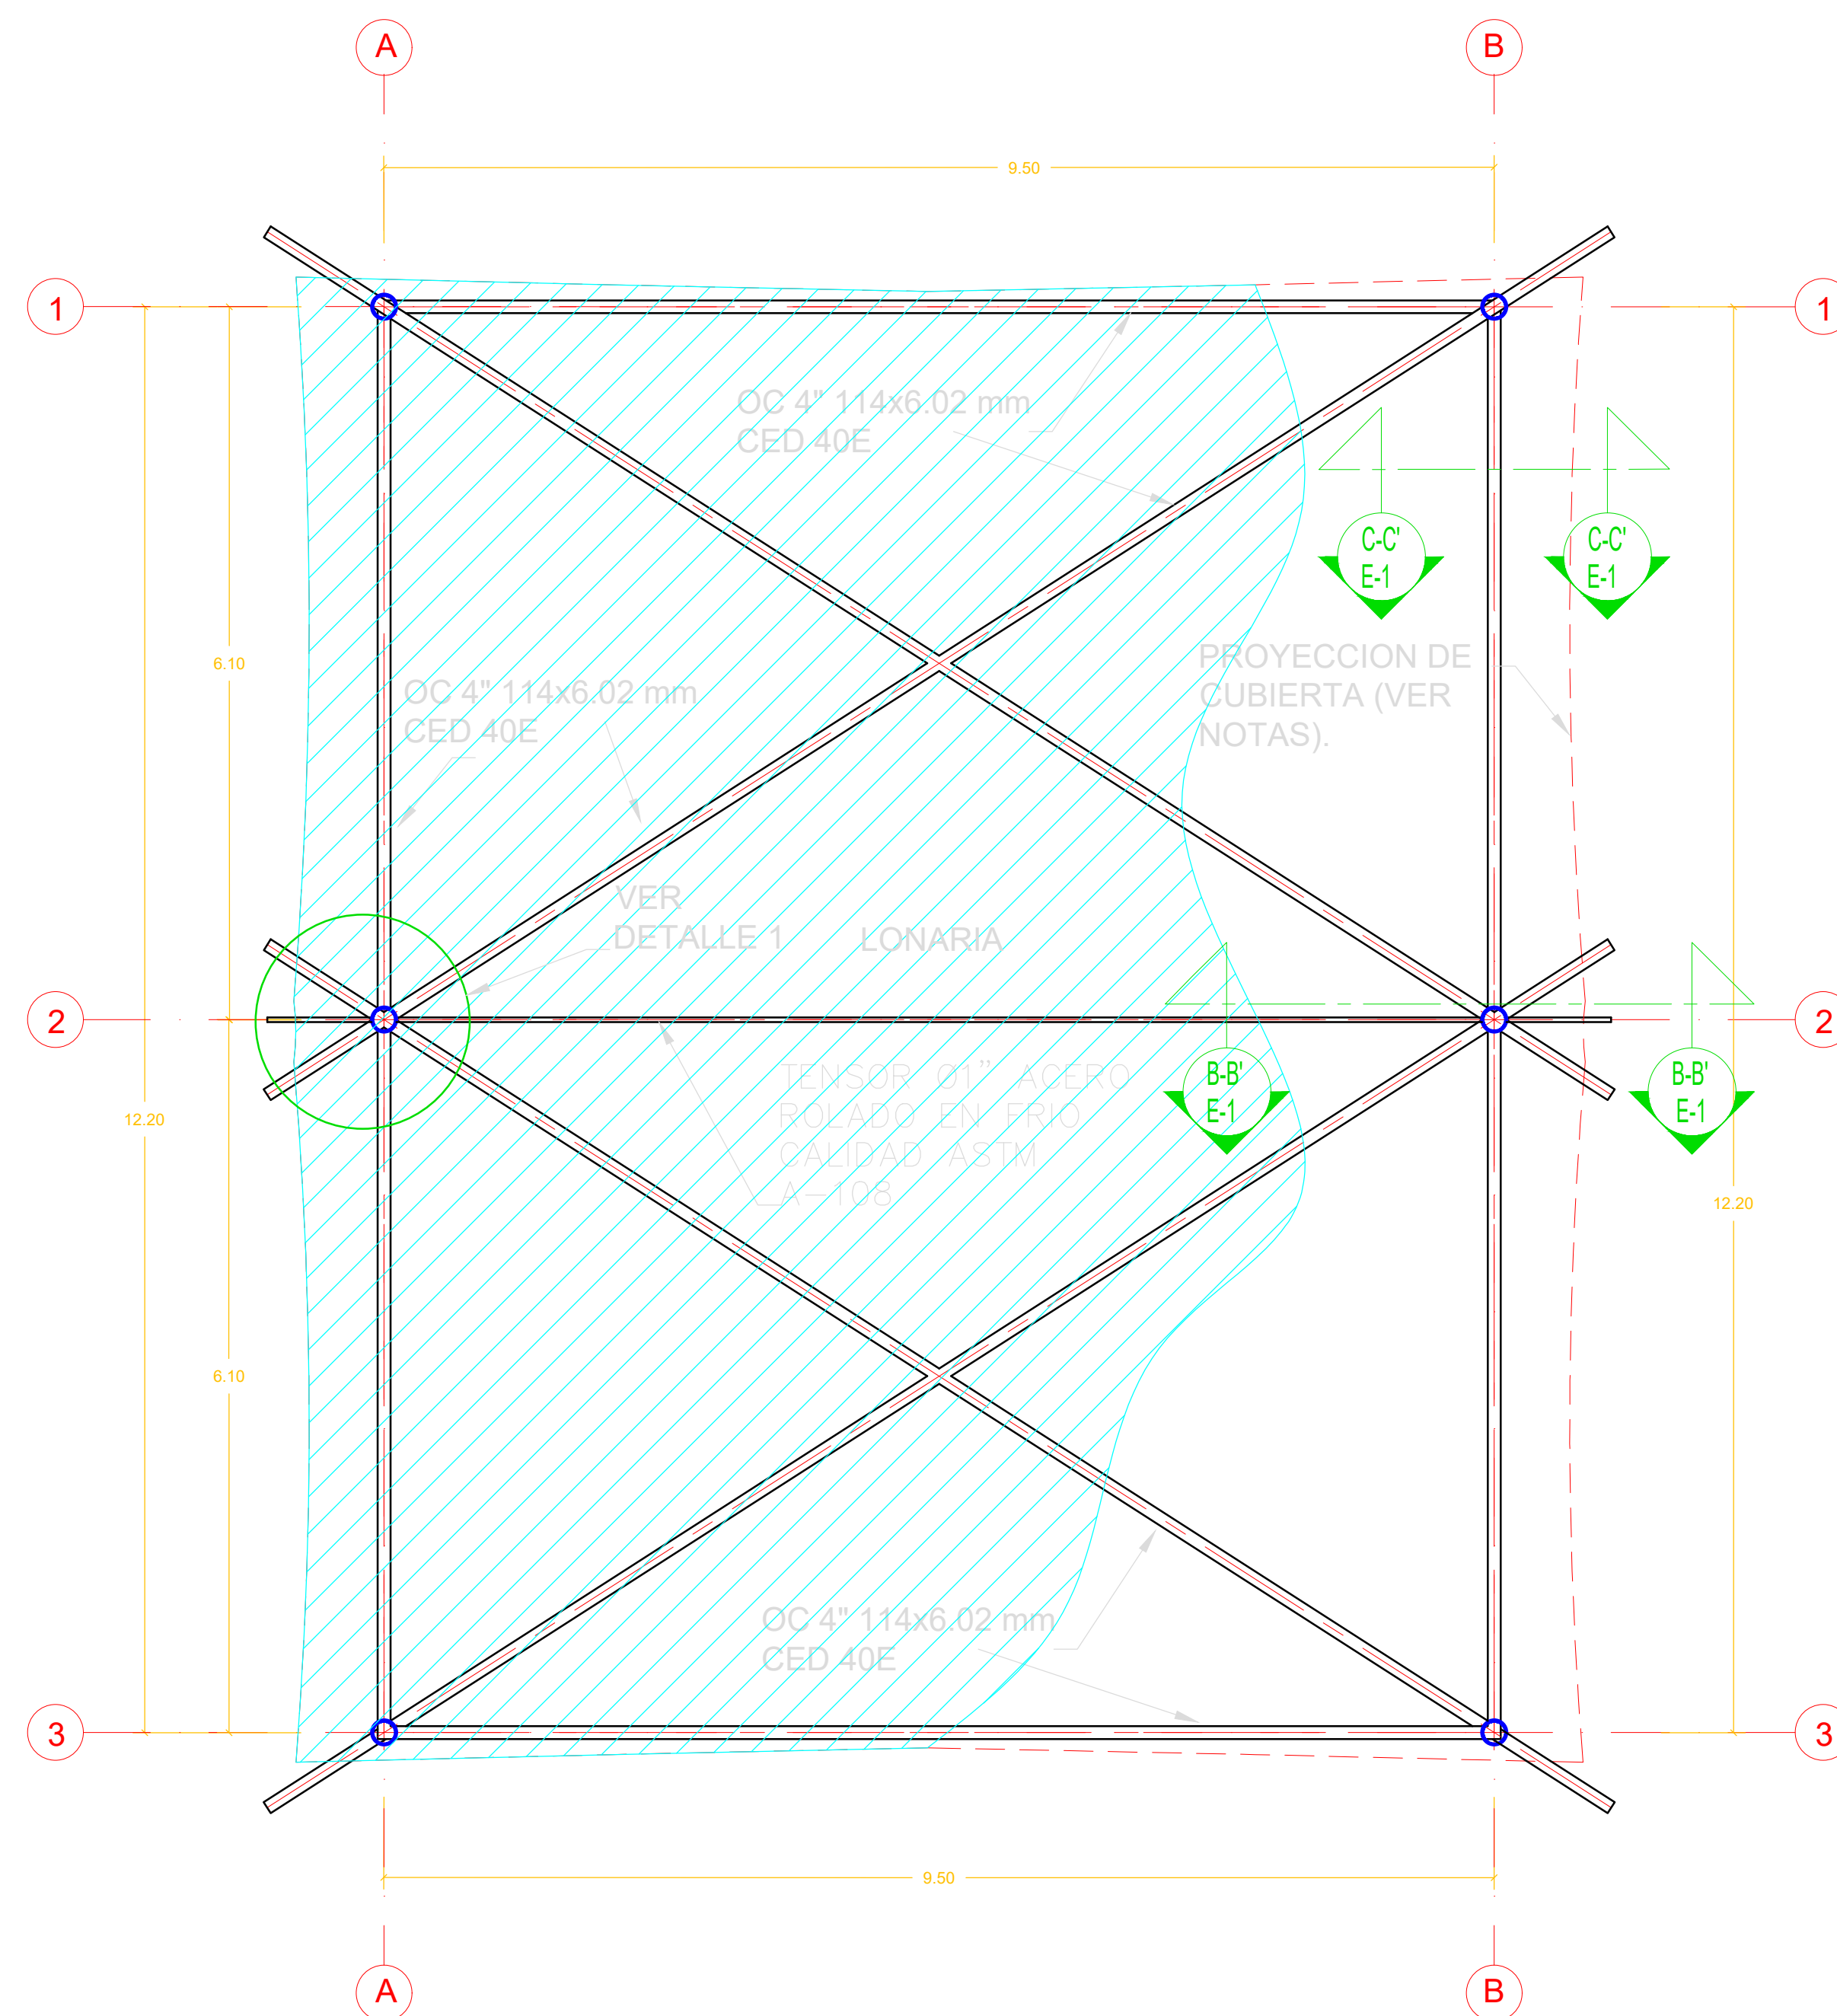 A
B
9.50
1
1
OC 4" 114x6.02 mm
CED 40E
C-C'
E-1
C-C'
E-1
6.10
PROYECCION DE
CUBIERTA (VER
NOTAS).
OC 4" 114x6.02 mm
CED 40E
VER
DETALLE 1
LONARIA
2
2
TENSOR O1" ACERO
ROLADO EN FRIO
CALIDAD ASTM
A-108
B-B'
E-1
B-B'
E-1
12.20
12.20
6.10
OC 4" 114x6.02 mm
CED 40E
3
3
9.50
A
B